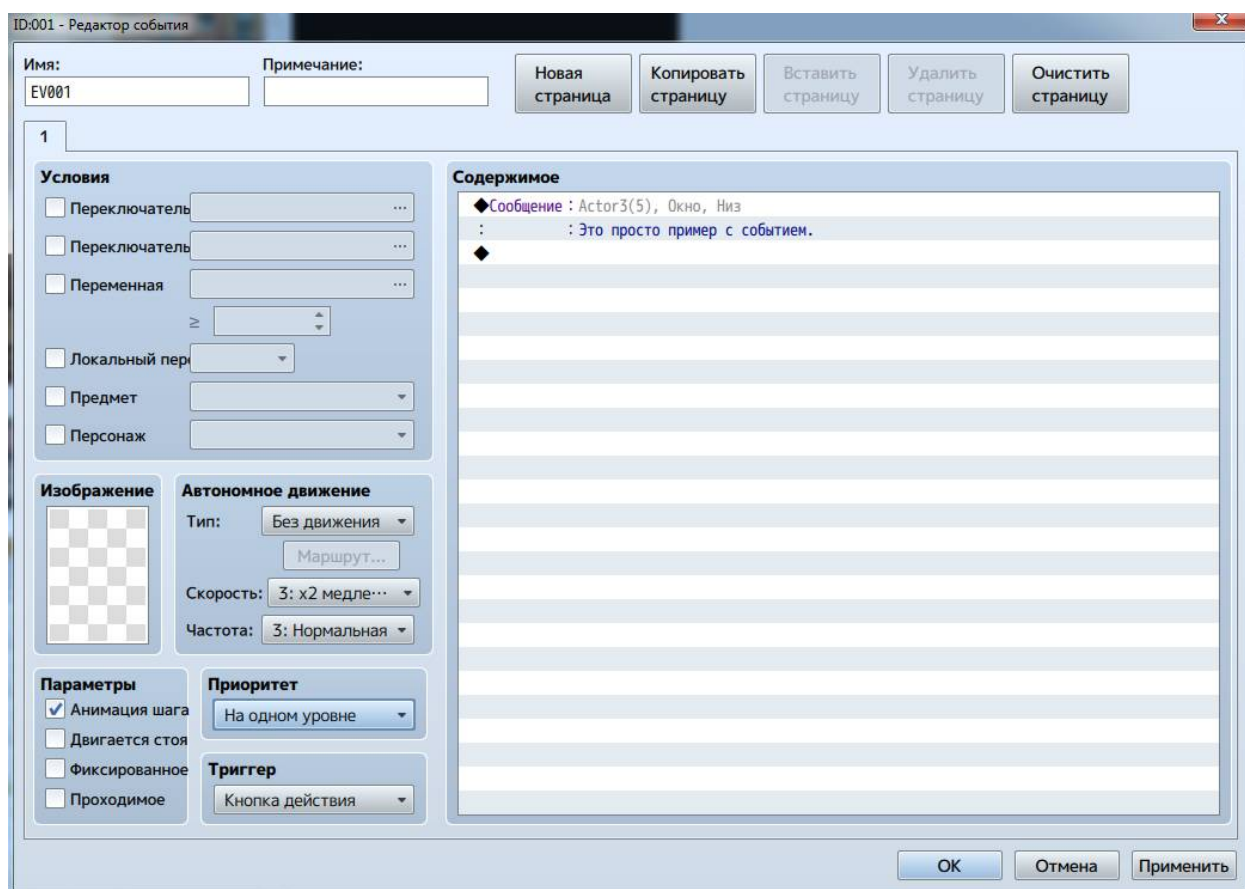 ID:001 - Редактор события
Имя:
Примечание:
EV001
Новая страница
Копировать страницу
Вставить страницу
Удалить страницу
Очистить страницу
1
Условия
Переключатель ...
Переключатель ...
Переменная ...
≥
Локальный пер
Предмет
Персонаж
Изображение
Автономное движение
Тип: Без движения
Маршрут...
Скорость: 3: x2 медле...
Частота: 3: Нормальная
Параметры
Анимация шага
Двигается стоя
Фиксированное
Проходимое
Приоритет
На одном уровне
Триггер
Кнопка действия
Содержимое
◆Сообщение : Actor3(5), Окно, Низ
: : Это просто пример с событием.
◆
OK
Отмена
Применить